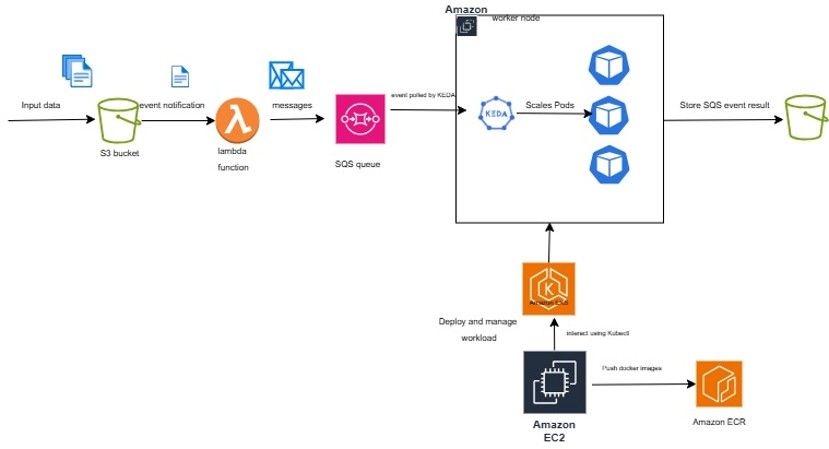 Amazon
worker node
Input data
event notification
messages
event polled by KEDA
KEDA
Scales Pods
Store SQS event result
S3 bucket
lambda
function
SQS queue
K
Amazon EKS
Deploy and manage
workload
interact using Kubectl
Push docker images
Amazon
EC2
Amazon ECR